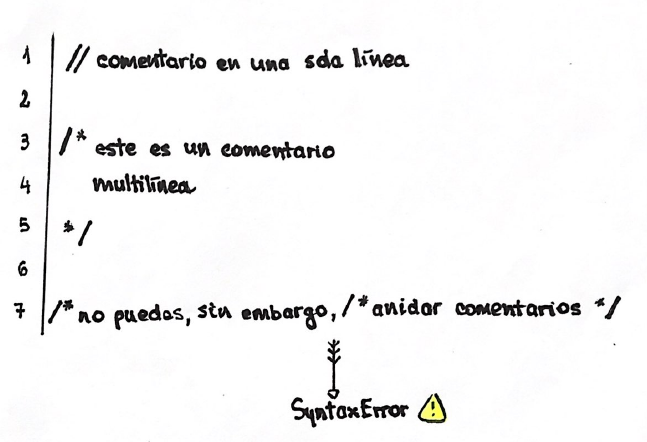 1 // comentario en una sola línea
2
3 /* este es un comentario
4 multilínea
5 */
6
7 /* no puedes, sin embargo, /* anidar comentarios */
SyntaxError